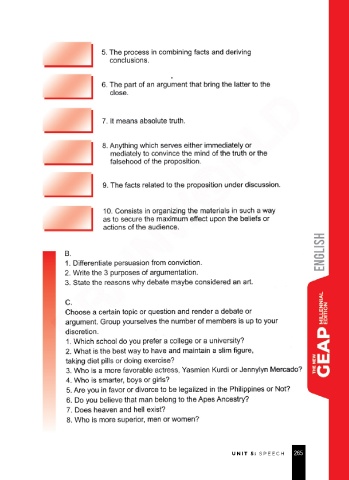 5. The process in combining facts and deriving
conclusions.
6. The part of an argument that bring the latter to the
close.
7. It means absolute truth.
8. Anything which serves either immediately or
mediately to convince the mind of the truth or the
falsehood of the proposition.
9. The facts related to the proposition under discussion.
10. Consists in organizing the materials in such a way
as to secure the maximum effect upon the beliefs or
actions of the audience.
B.
1. Differentiate persuasion from conviction.
2. Write the 3 purposes of argumentation.
3. State the reasons why debate maybe considered an art.
C.
Choose a certain topic or question and render a debate or
argument. Group yourselves the number of members is up to your
discretion.
1. Which school do you prefer a college or a university?
2. What is the best way to have and maintain a slim figure,
taking diet pills or doing exercise?
3. Who is a more favorable actress, Yasmien Kurdi or Jennylyn Mercado?
4. Who is smarter, boys or girls?
5. Are you in favor or divorce to be legalized in the Philippines or Not?
6. Do you believe that man belong to the Apes Ancestry?
7. Does heaven and hell exist?
8. Who is more superior, men or women?
ENGLISH
THE NEW
GEAP
MILLENNIAL
EDITION
UNIT 5: SPEECH 265